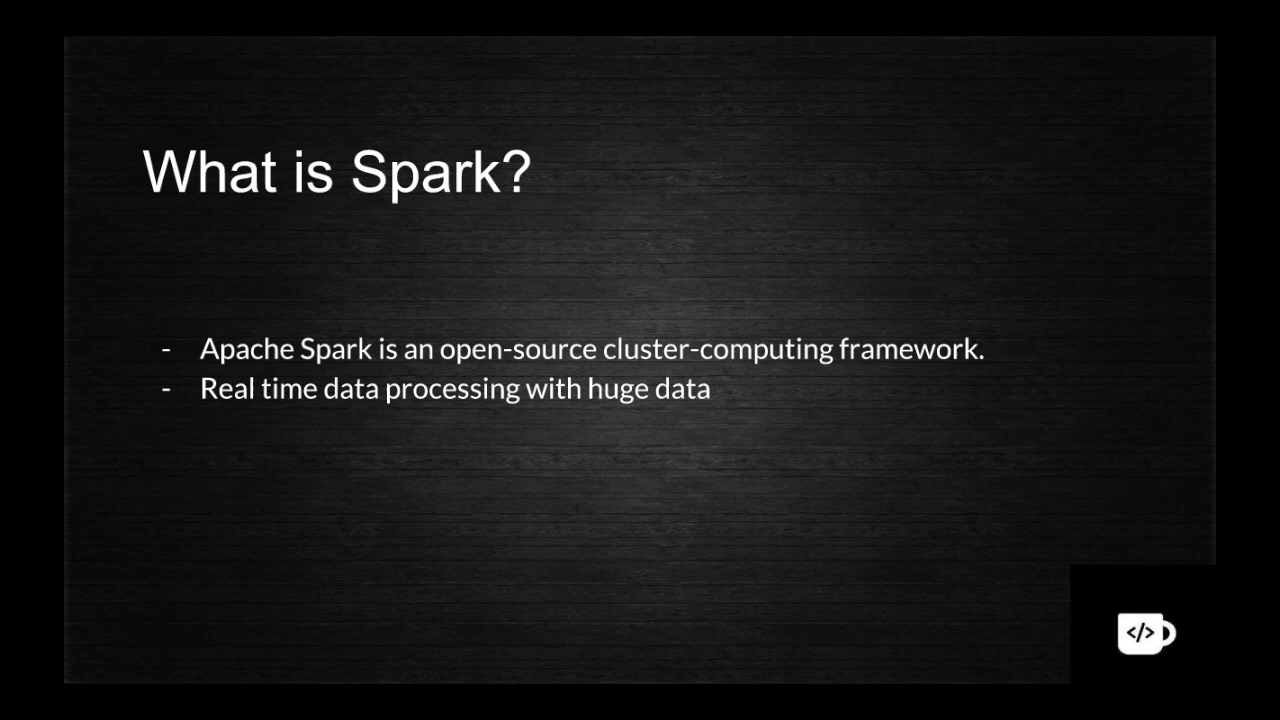 What is Spark?
- Apache Spark is an open-source cluster-computing framework.
- Real time data processing with huge data
</>